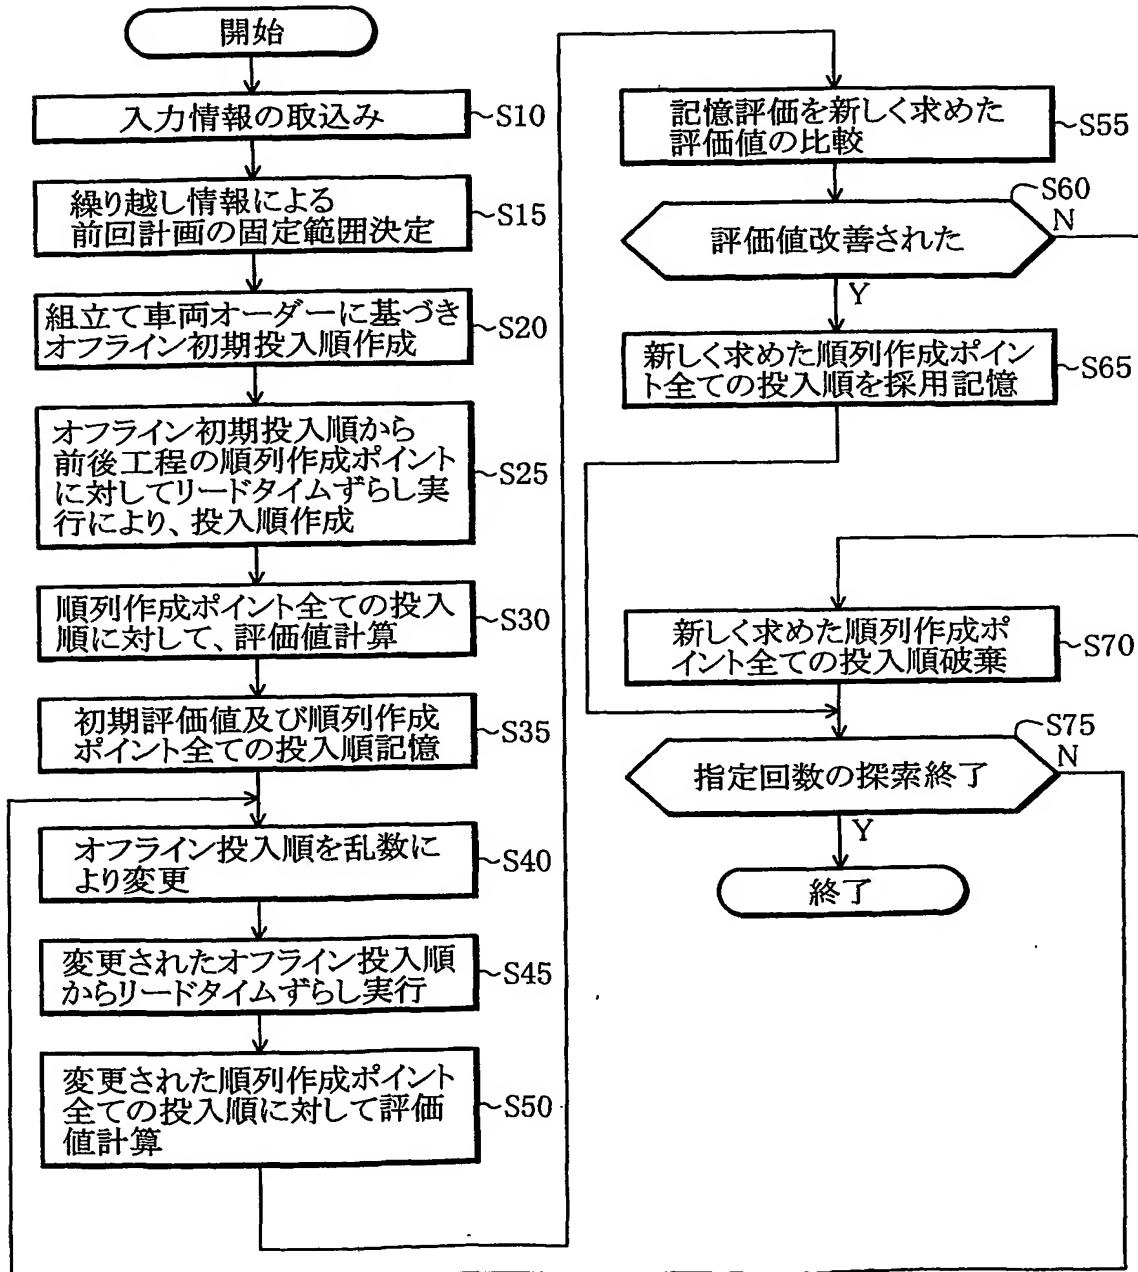 開始
入力情報の取込み
~S10
繰り越し情報による
前回計画の固定範囲決定
~S15
組立て車両オーダーに基づき
オフライン初期投入順作成
~S20
オフライン初期投入順から
前後工程の順列作成ポイント
に対してリードタイムずらし実
行により、投入順作成
~S25
順列作成ポイント全ての投入
順に対して、評価値計算
~S30
初期評価値及び順列作成
ポイント全ての投入順記憶
~S35
オフライン投入順を乱数に
より変更
~S40
変更されたオフライン投入順
からリードタイムずらし実行
~S45
変更された順列作成ポイント
全ての投入順に対して評価
値計算
~S50
記憶評価を新しく求めた
評価値の比較
~S55
S60
評価値改善された
N
Y
新しく求めた順列作成ポイン
ト全ての投入順を採用記憶
~S65
新しく求めた順列作成ポ
イント全ての投入順破棄
~S70
S75
指定回数の探索終了
N
Y
終了